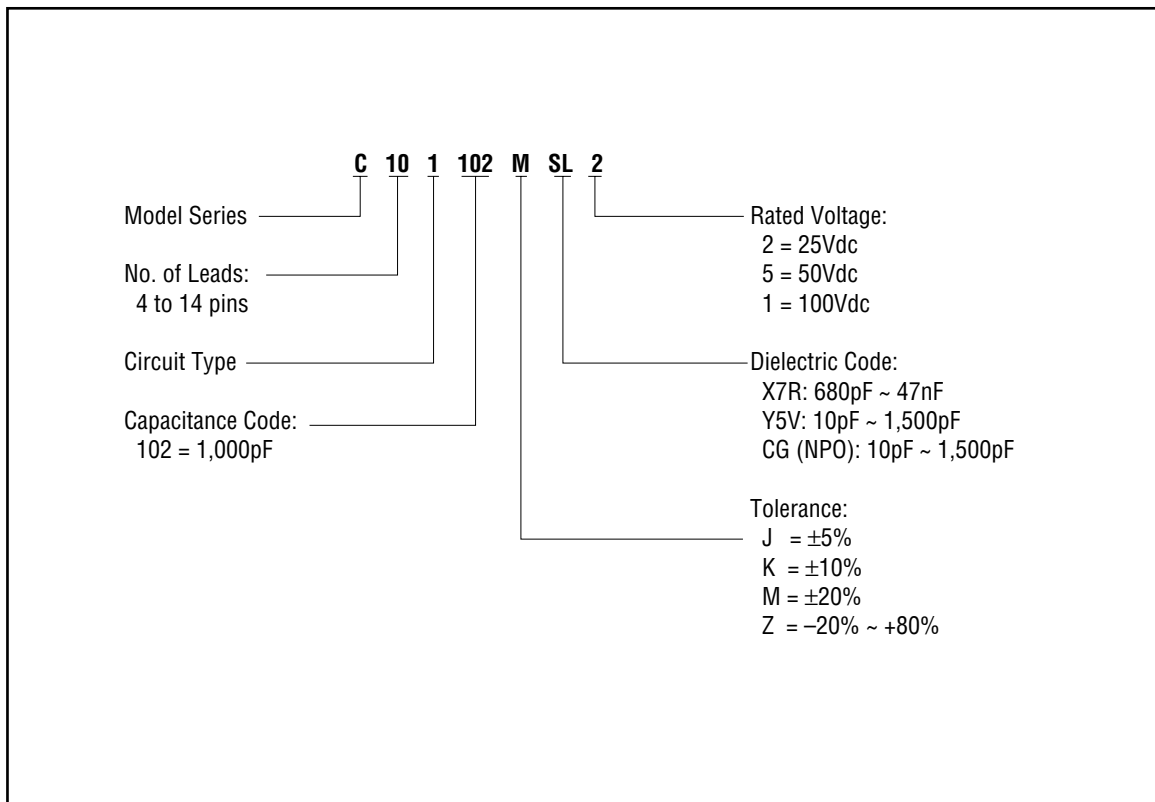 C 10 1 102 M SL 2
Model Series
No. of Leads:
4 to 14 pins
Circuit Type
Capacitance Code:
102 = 1,000pF
Rated Voltage:
2 = 25Vdc
5 = 50Vdc
1 = 100Vdc
Dielectric Code:
X7R: 680pF ~ 47nF
Y5V: 10pF ~ 1,500pF
CG (NPO): 10pF ~ 1,500pF
Tolerance:
J = ±5%
K = ±10%
M = ±20%
Z = –20% ~ +80%